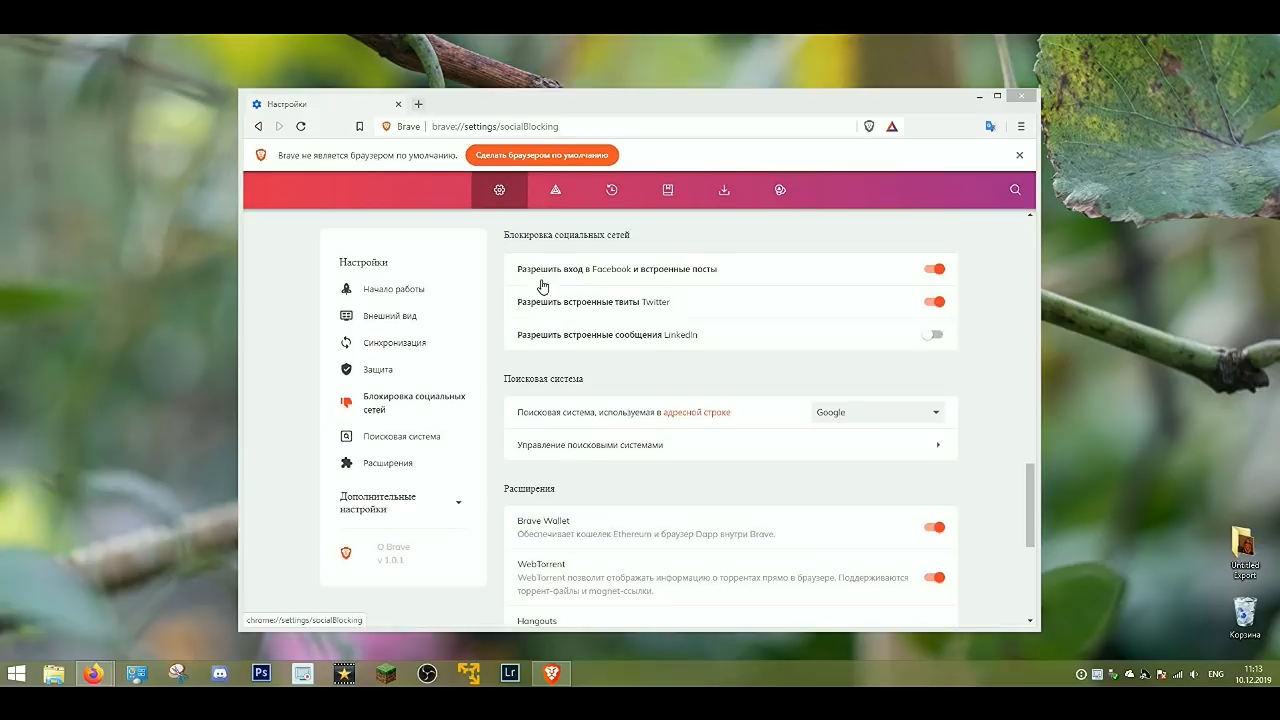 Настройки
Brave
brave://settings/socialBlocking
Brave не является браузером по умолчанию.
Сделать браузером по умолчанию
Настройки
Начало работы
Внешний вид
Синхронизация
Защита
Блокировка социальных
сетей
Поисковая система
Расширения
Дополнительные
настройки
О Brave
v 1.0.1
Блокировка социальных сетей
Разрешить вход в Facebook и встроенные посты
Разрешить встроенные твиты Twitter
Разрешить встроенные сообщения LinkedIn
Поисковая система
Поисковая система, используемая в адресной строке
Google
Управление поисковыми системами
Расширения
Brave Wallet
Обеспечивает кошелек Ethereum и браузер Dapp внутри Brave.
WebTorrent
WebTorrent позволит отображать информацию о торрентах прямо в браузере. Поддерживаются
торрент-файлы и magnet-ссылки.
Hangouts
chrome://settings/socialBlocking
Untitled
Export
Корзина
Ps
Lr
ENG
11:13
10.12.2019